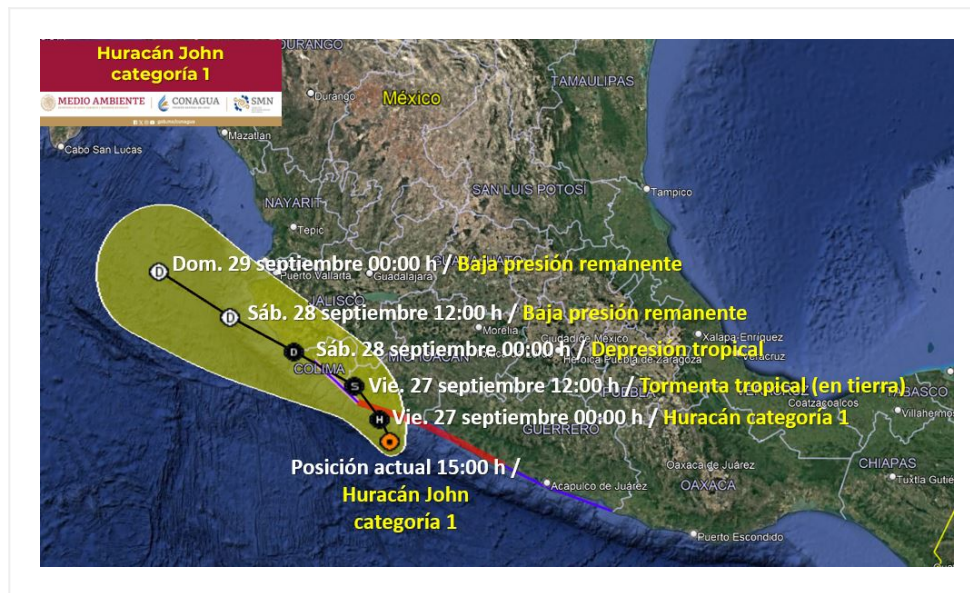 Huracán John
categoría 1
MEDIO AMBIENTE
CONAGUA
SMN
DURANGO
Durango
México
TAMAULIPAS
Mazatlán
Cabo San Lucas
SAN LUIS POTOSÍ
Tampico
NAYARIT
Tepic
D Dom. 29 septiembre 00:00 h / Baja presión remanente
Puerto Vallarta
Guadalajara
JALISCO
D Sáb. 28 septiembre 12:00 h / Baja presión remanente
Morelia
Ciudad de México
Xalapa-Enríquez
D Sáb. 28 septiembre 00:00 h / Depresión tropical
Heroica Puebla de Zaragoza
Veracruz
COLIMA
S Vie. 27 septiembre 12:00 h / Tormenta tropical (en tierra)
PUEBLA
TABASCO
Coatzacoalcos
H Vie. 27 septiembre 00:00 h / Huracán categoría 1
GUERRERO
Posición actual 15:00 h /
Huracán John
categoría 1
Oaxaca de Juárez
OAXACA
CHIAPAS
Acapulco de Juárez
Puerto Escondido